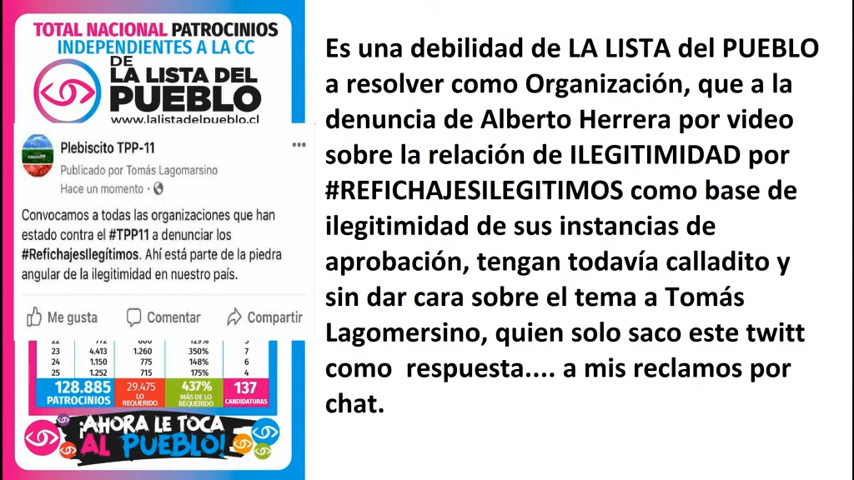 TOTAL NACIONAL PATROCINIOS
INDEPENDIENTES A LA CC
DE
LA LISTA DEL
PUEBLO
www.lalistadelpueblo.cl
Plebiscito TPP-11
Publicado por Tomás Lagomarsino
Hace un momento ·
Convocamos a todas las organizaciones que han
estado contra el #TPP11 a denunciar los
#RefichajesIlegítimos. Ahí está parte de la piedra
angular de la ilegitimidad en nuestro país.
Me gusta Comentar Compartir
23 4.413 1.260 350% 7
24 1.150 775 148% 6
25 1.252 715 175% 4
128.885 29.475 437% 137
PATROCINIOS LO REQUERIDO MÁS DE LO REQUERIDO CANDIDATURAS
¡AHORA LE TOCA
AL PUEBLO!
Es una debilidad de LA LISTA del PUEBLO
a resolver como Organización, que a la
denuncia de Alberto Herrera por video
sobre la relación de ILEGITIMIDAD por
#REFICHAJESILEGITIMOS como base de
ilegitimidad de sus instancias de
aprobación, tengan todavía calladito y
sin dar cara sobre el tema a Tomás
Lagomersino, quien solo saco este twitt
como respuesta.... a mis reclamos por
chat.